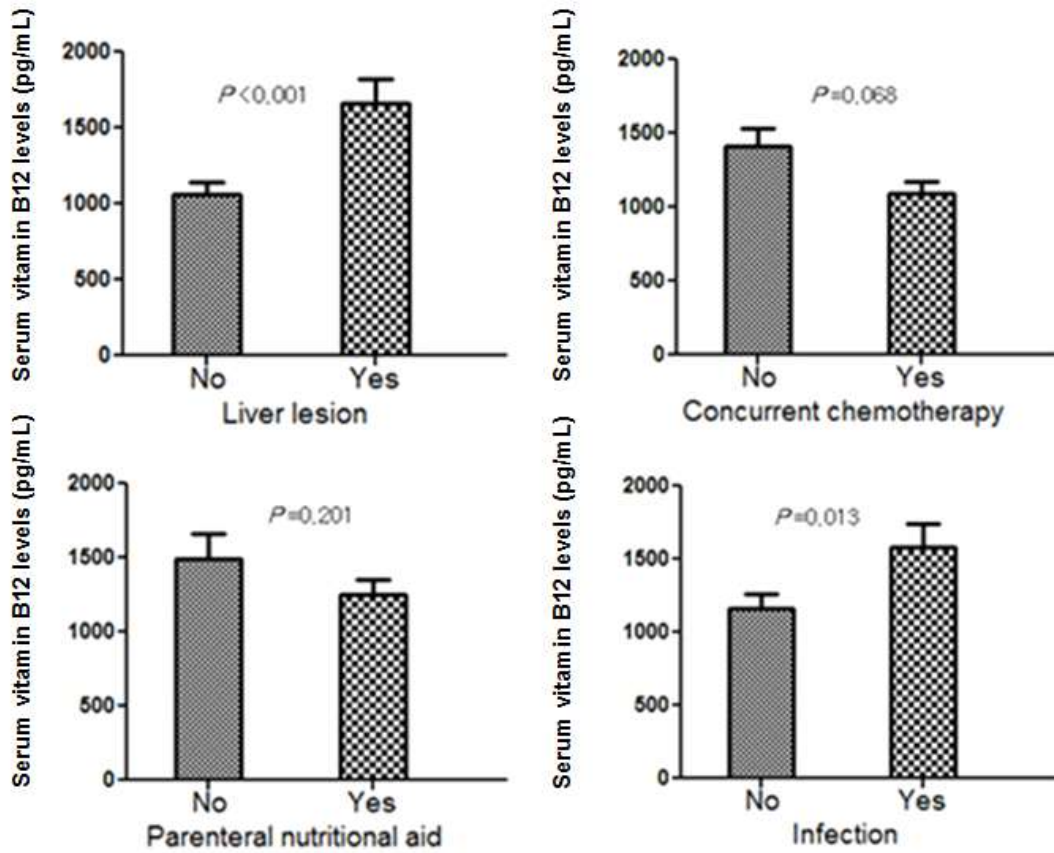 Serum vitamin B12 levels (pg/mL)
2000
1500
1000
500
0
P<0.001
No Yes
Liver lesion
Serum vitamin B12 levels (pg/mL)
2000
1500
1000
500
0
P=0.068
No Yes
Concurrent chemotherapy
Serum vitamin B12 levels (pg/mL)
2000
1500
1000
500
0
P=0.201
No Yes
Parenteral nutritional aid
Serum vitamin B12 levels (pg/mL)
2000
1500
1000
500
0
P=0.013
No Yes
Infection